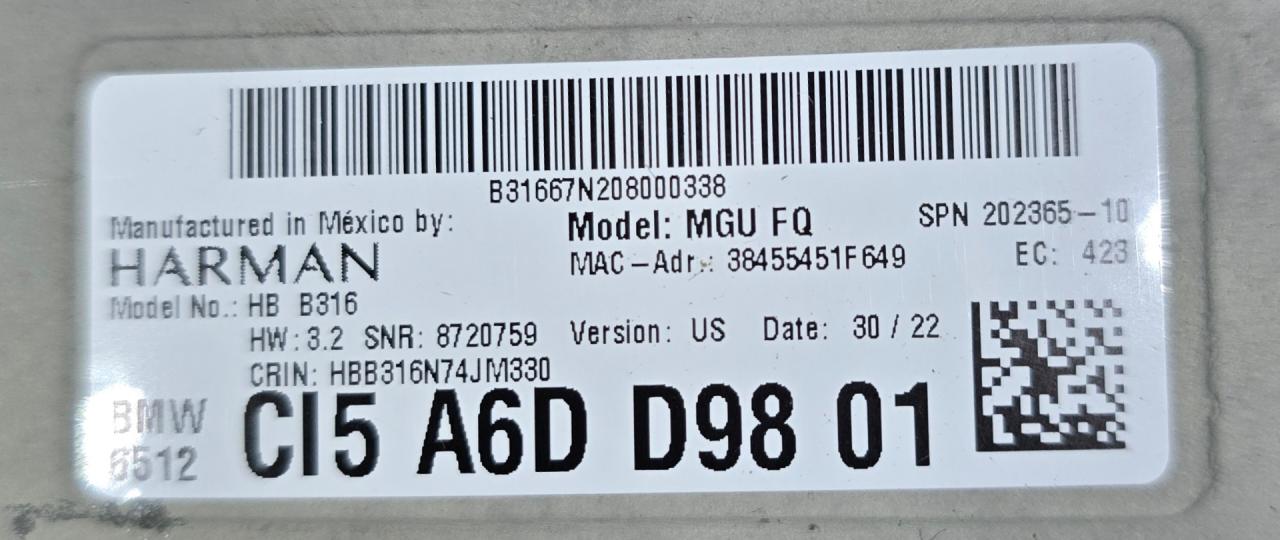 B31667N208000338
Manufactured in México by:
HARMAN
Model No.: HB B316
Model: MGU FQ
MAC-Adr.: 38455451F649
SPN 202365-10
EC: 423
HW: 3.2 SNR: 8720759 Version: US Date: 30 / 22
CRIN: HBB316N74JM330
BMW
6512
CI5 A6D D98 01